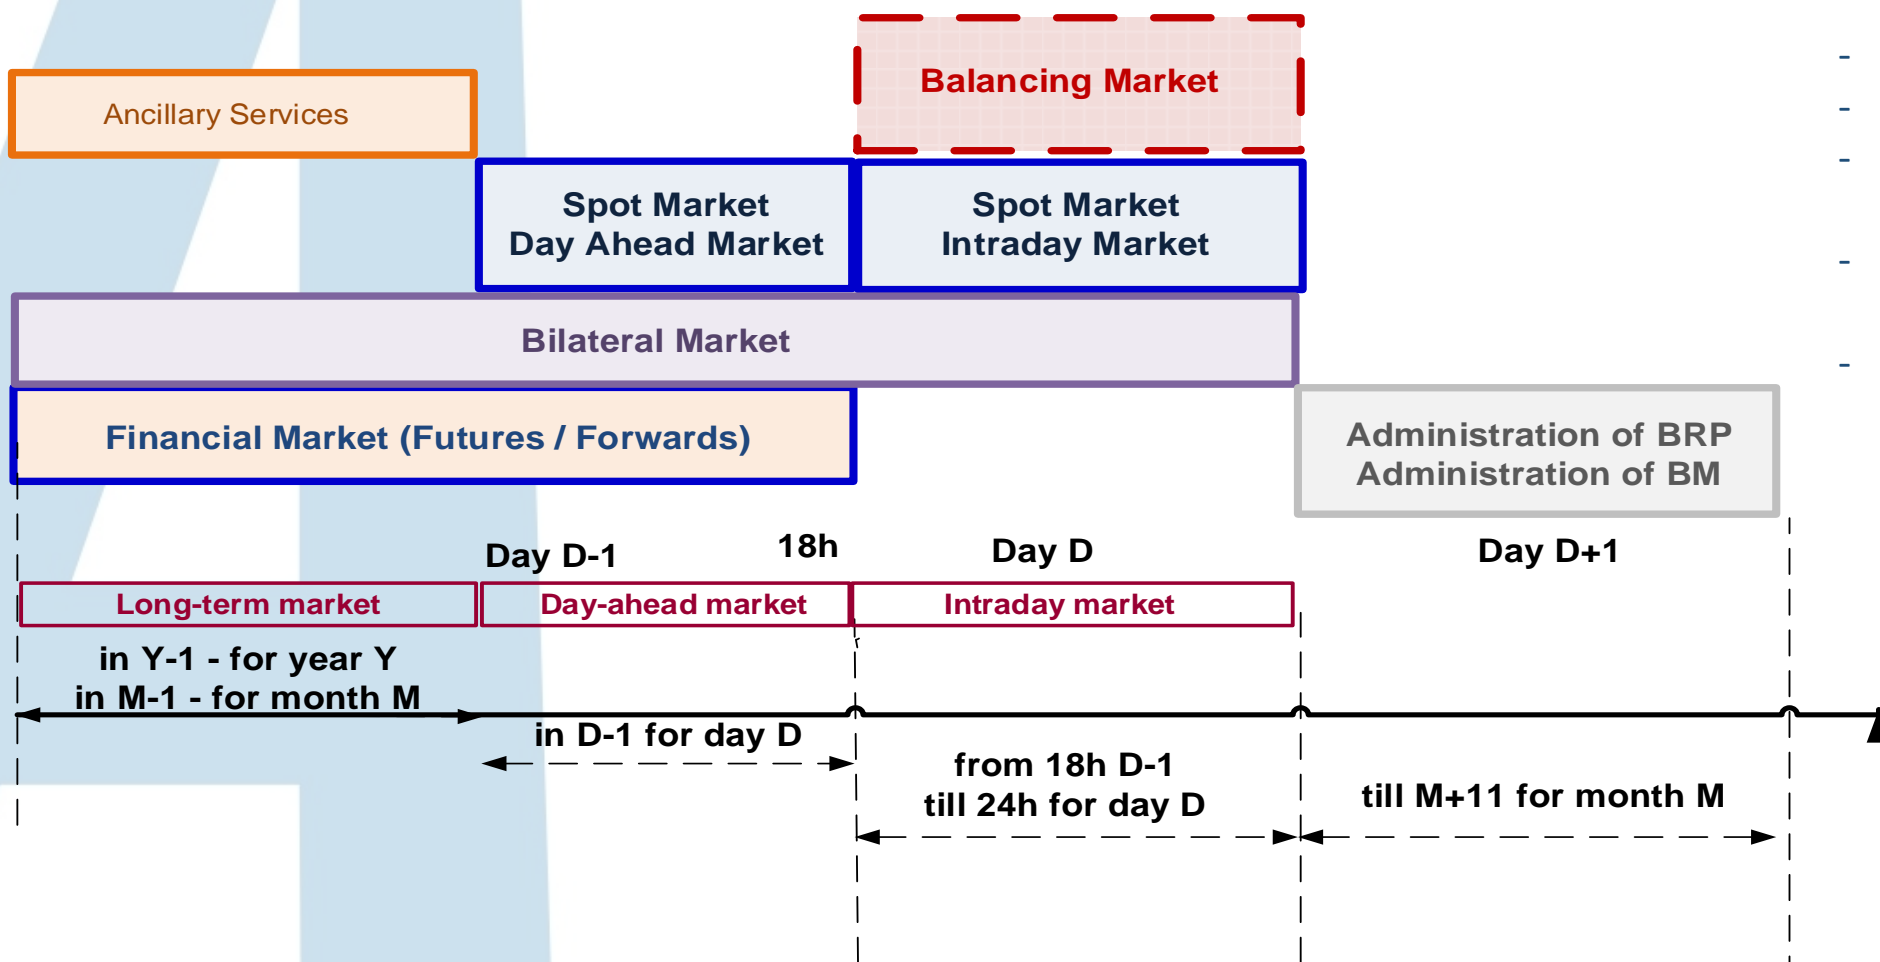 Balancing Market
Ancillary Services
Spot Market
Day Ahead Market
Spot Market
Intraday Market
Bilateral Market
Financial Market (Futures / Forwards)
Administration of BRP
Administration of BM
Day D-1
18h
Day D
Day D+1
Long-term market
Day-ahead market
Intraday market
in Y-1 - for year Y
in M-1 - for month M
in D-1 for day D
from 18h D-1
till 24h for day D
till M+11 for month M
-
-
-
-
-